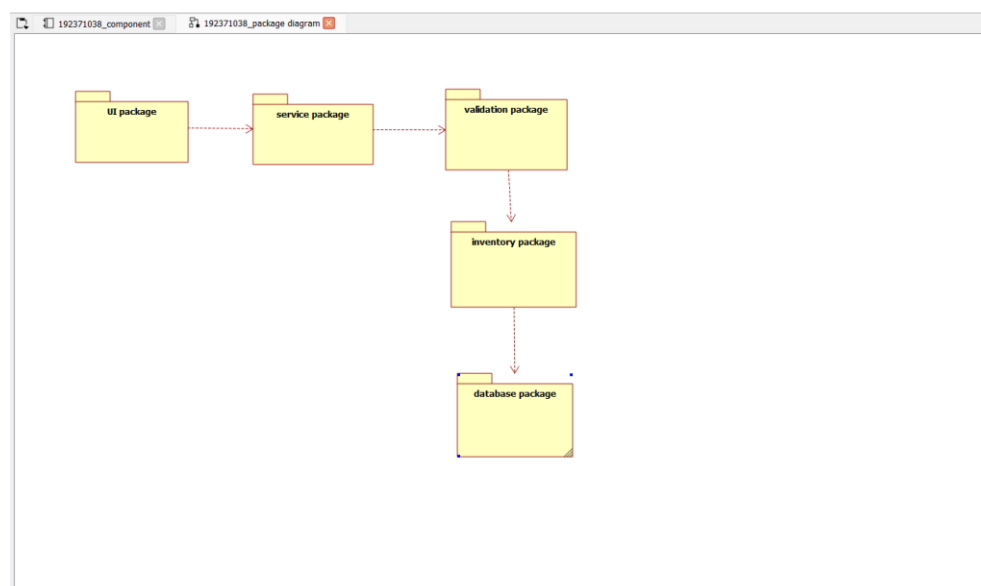 192371038_component
192371038_package diagram
UI package
service package
validation package
inventory package
database package